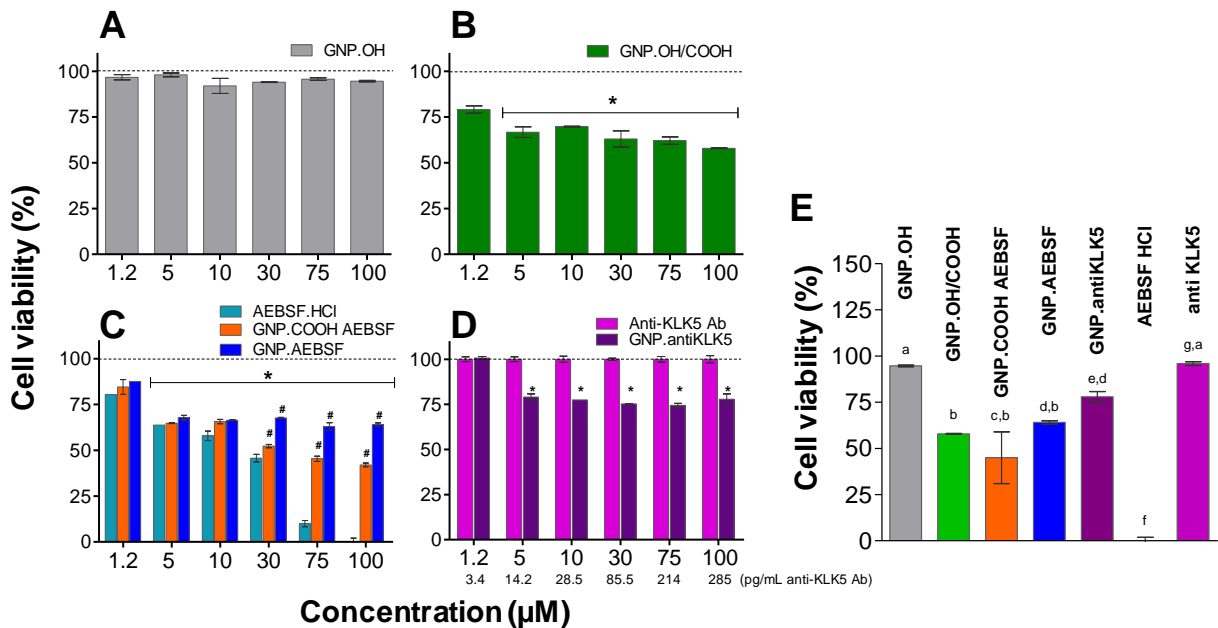 A
GNP.OH
100
75
50
25
0
1.2 5 10 30 75 100
B
GNP.OH/COOH
100
75
50
25
0
*
1.2 5 10 30 75 100
Cell viability (%)
C
AEBSF.HCl
GNP.COOH AEBSF
GNP.AEBSF
100
75
50
25
0
*
# # # # # #
1.2 5 10 30 75 100
D
Anti-KLK5 Ab
GNP.antiKLK5
100
75
50
25
0
* * * * *
1.2 5 10 30 75 100
3.4 14.2 28.5 85.5 214 285 (pg/mL anti-KLK5 Ab)
Concentration (µM)
E
GNP.OH
GNP.OH/COOH
GNP.COOH AEBSF
GNP.AEBSF
GNP.antiKLK5
AEBSF HCl
anti KLK5
Cell viability (%)
150
125
100
75
50
25
0
a b c,b d,b e,d f g,a